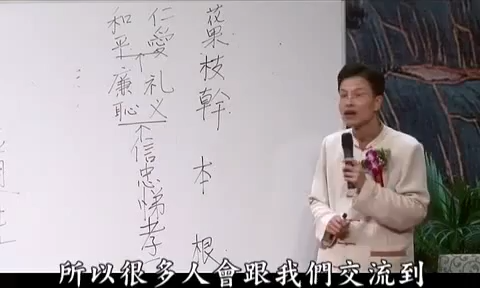 花果枝幹本根
仁愛礼义
和平廉恥
信忠悌孝
所以很多人會跟我們交流到